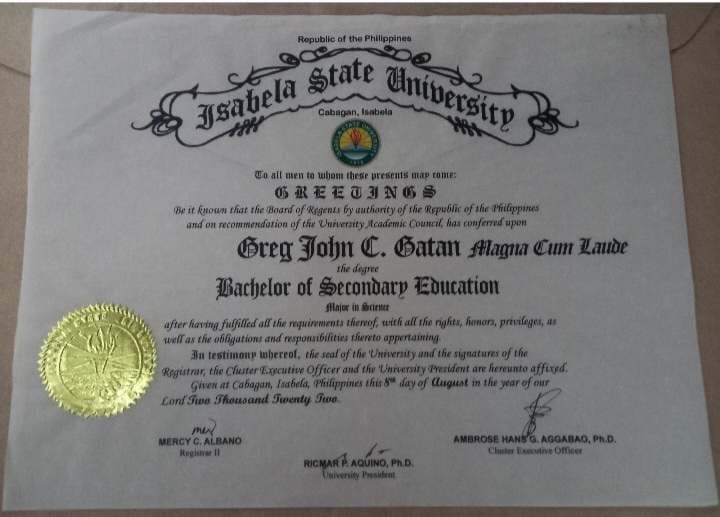 Republic of the Philippines
Isabela State University
Cabagan, Isabela
To all men to whom these presents may come:
GREETINGS
Be it known that the Board of Regents by authority of the Republic of the Philippines
and on recommendation of the University Academic Council, has conferred upon
Greg John C. Gatan Magna Cum Laude
the degree
Bachelor of Secondary Education
Major in Science
after having fulfilled all the requirements thereof, with all the rights, honors, privileges, as
well as the obligations and responsibilities thereto appertaining.
In testimony whereof, the seal of the University and the signatures of the
Registrar, the Cluster Executive Officer and the University President are hereunto affixed.
Given at Cabagan, Isabela, Philippines this 8th day of August in the year of our
Lord Two Thousand Twenty Two.
MERCY C. ALBANO
Registrar II
AMBROSE HANS G. AGGABAO, Ph.D.
Cluster Executive Officer
RICMAR P. AQUINO, Ph.D.
University President